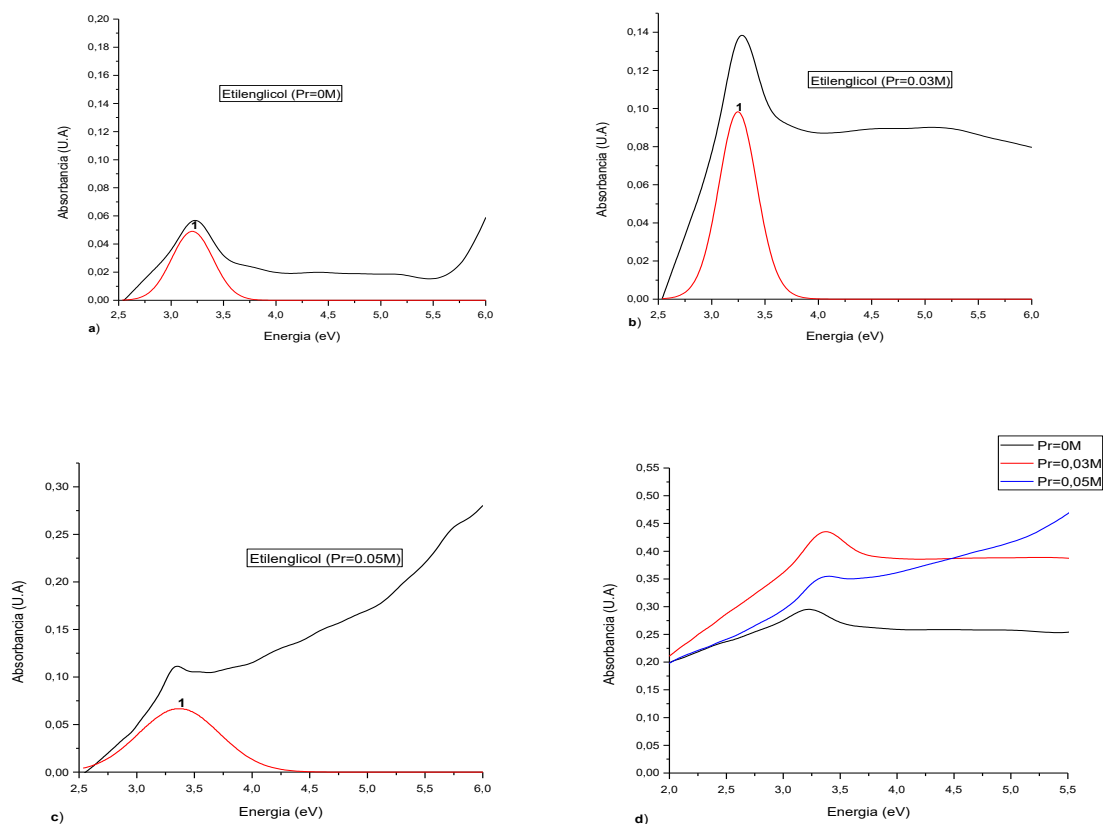 0,20
0,18
0,16
0,14
0,12
0,10
0,08
0,06
0,04
0,02
0,00
Absorbancia (U.A)
Etilenglicol (Pr=0M)
1
2,5 3,0 3,5 4,0 4,5 5,0 5,5 6,0
a)
Energia (eV)
0,14
0,12
0,10
0,08
0,06
0,04
0,02
0,00
Absorbancia (U.A)
Etilenglicol (Pr=0.03M)
1
2,5 3,0 3,5 4,0 4,5 5,0 5,5 6,0
b)
Energia (eV)
0,30
0,25
0,20
0,15
0,10
0,05
0,00
Absorbancia (U.A)
Etilenglicol (Pr=0.05M)
1
2,5 3,0 3,5 4,0 4,5 5,0 5,5 6,0
c)
Energia (eV)
Pr=0M
Pr=0,03M
Pr=0,05M
0,55
0,50
0,45
0,40
0,35
0,30
0,25
0,20
0,15
0,10
0,05
0,00
Absorbancia (U.A)
2,0 2,5 3,0 3,5 4,0 4,5 5,0 5,5
d)
Energia (eV)